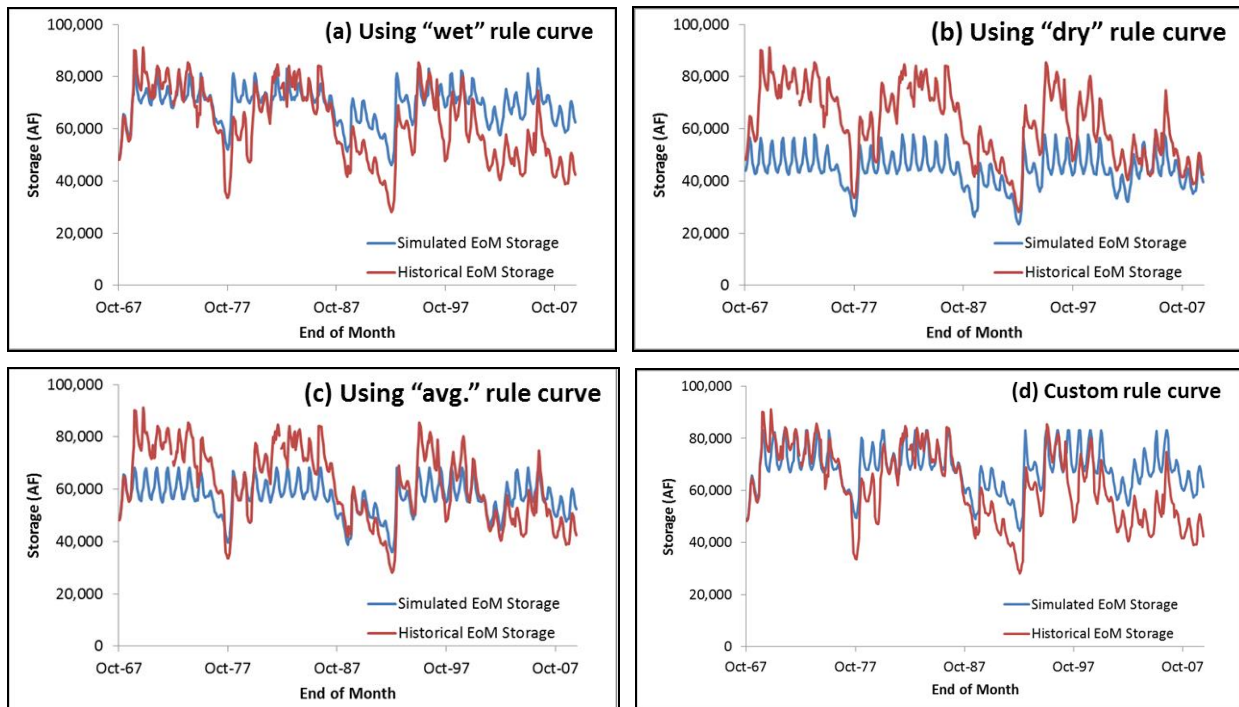 (a) Using “wet” rule curve
100,000
80,000
60,000
40,000
20,000
0
Storage (AF)
Simulated EoM Storage
Historical EoM Storage
Oct-67 Oct-77 Oct-87 Oct-97 Oct-07
End of Month
(b) Using “dry” rule curve
100,000
80,000
60,000
40,000
20,000
0
Storage (AF)
Simulated EoM Storage
Historical EoM Storage
Oct-67 Oct-77 Oct-87 Oct-97 Oct-07
End of Month
(c) Using “avg.” rule curve
100,000
80,000
60,000
40,000
20,000
0
Storage (AF)
Simulated EoM Storage
Historical EoM Storage
Oct-67 Oct-77 Oct-87 Oct-97 Oct-07
End of Month
(d) Custom rule curve
100,000
80,000
60,000
40,000
20,000
0
Storage (AF)
Simulated EoM Storage
Historical EoM Storage
Oct-67 Oct-77 Oct-87 Oct-97 Oct-07
End of Month